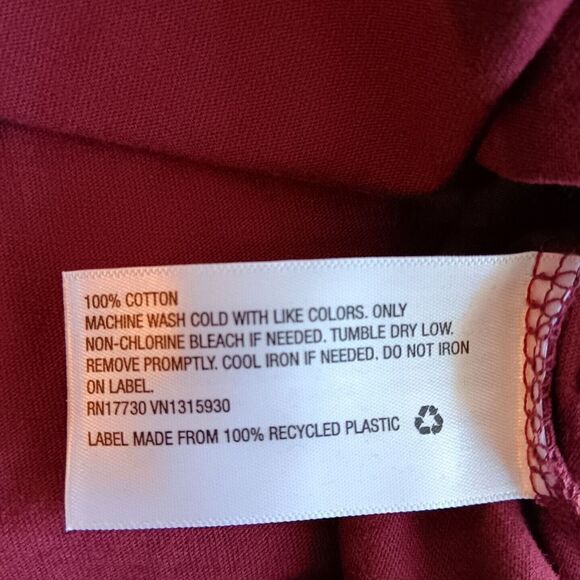 100% COTTON
MACHINE WASH COLD WITH LIKE COLORS. ONLY
NON-CHLORINE BLEACH IF NEEDED. TUMBLE DRY LOW.
REMOVE PROMPTLY. COOL IRON IF NEEDED. DO NOT IRON
ON LABEL.
RN17730 VN1315930
LABEL MADE FROM 100% RECYCLED PLASTIC